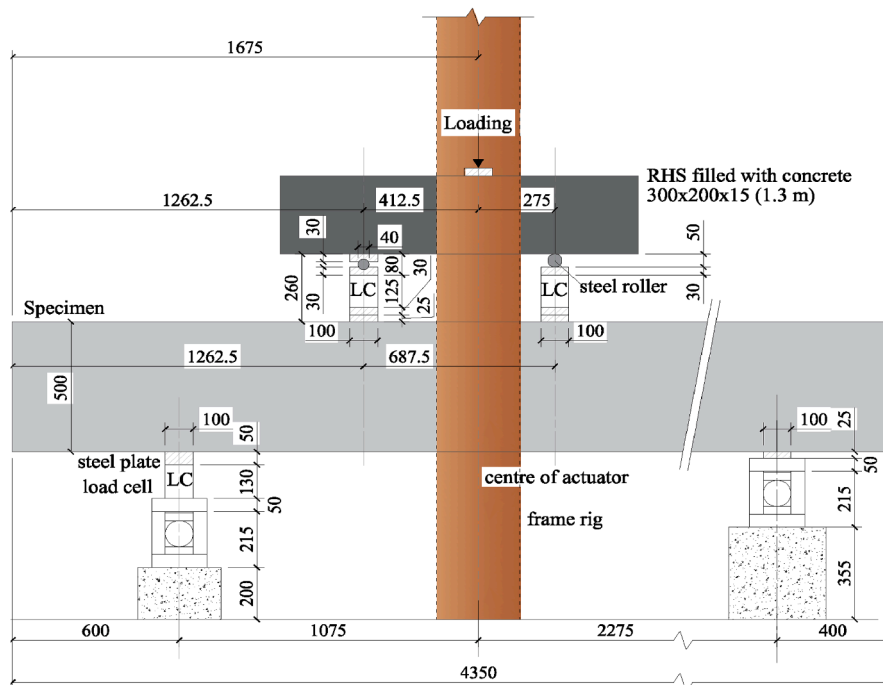 1675
Loading
RHS filled with concrete
300x200x15 (1.3 m)
1262.5
412.5
275
30
40
50
260
30
80
125
30
25
LC
LC
steel roller
30
Specimen
100
100
1262.5
687.5
500
100
50
100
25
steel plate
load cell
LC
130
50
centre of actuator
frame rig
50
215
215
200
355
600
1075
2275
400
4350